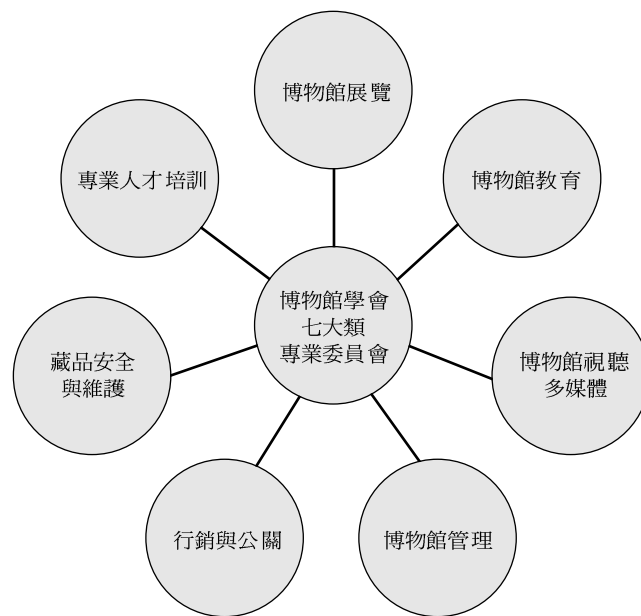 博物館展覽
專業人才培訓
博物館教育
博物館學會
七大類
專業委員會
藏品安全
與維護
博物館視聽
多媒體
行銷與公關
博物館管理